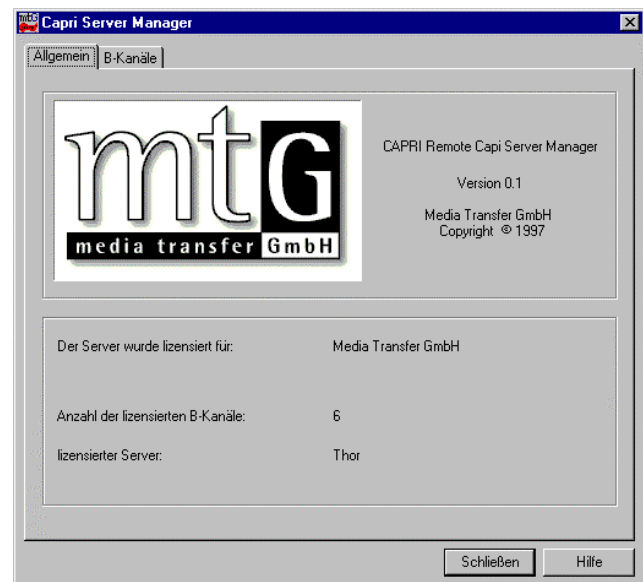 mtG
Capri Server Manager
Allgemein
B-Kanäle
mtG
media transfer GmbH
CAPRI Remote Capi Server Manager
Version 0.1
Media Transfer GmbH
Copyright © 1997
Der Server wurde lizensiert für: Media Transfer GmbH
Anzahl der lizensierten B-Kanäle: 6
lizensierter Server: Thor
Schließen
Hilfe